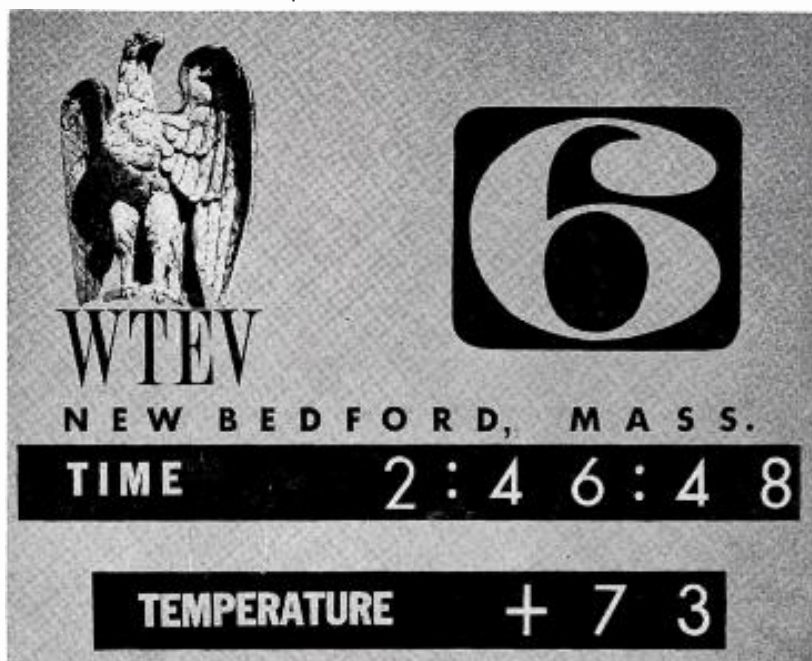 6
WTEV
NEW BEDFORD, MASS.
TIME 2:46:48
TEMPERATURE +73